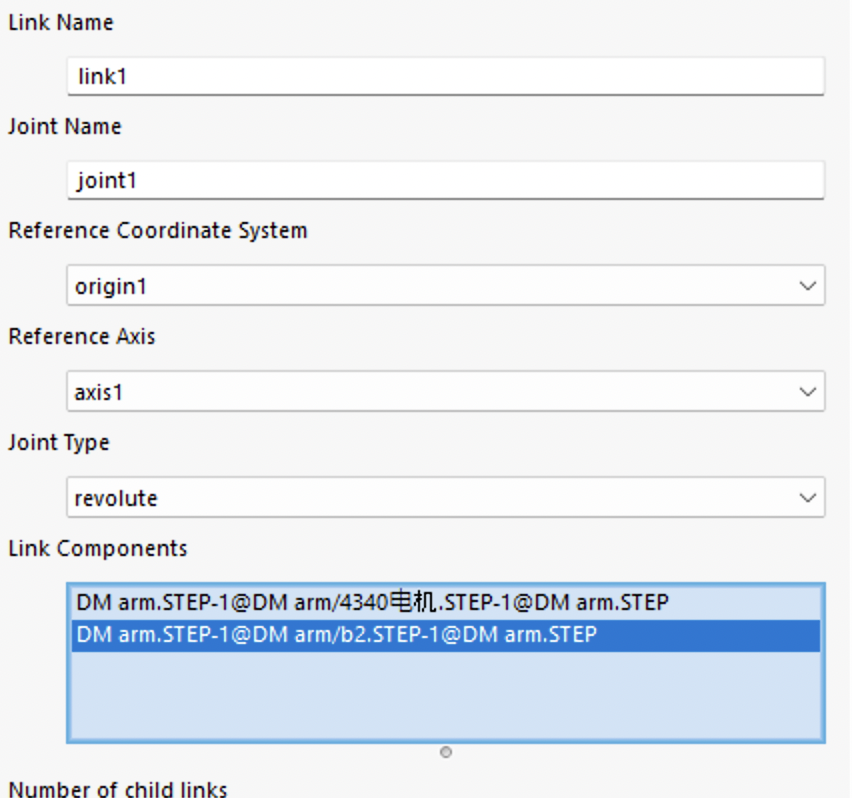 Link Name
link1
Joint Name
joint1
Reference Coordinate System
origin1
Reference Axis
axis1
Joint Type
revolute
Link Components
DM arm.STEP-1@DM arm/4340电机.STEP-1@DM arm.STEP
DM arm.STEP-1@DM arm/b2.STEP-1@DM arm.STEP
Number of child links